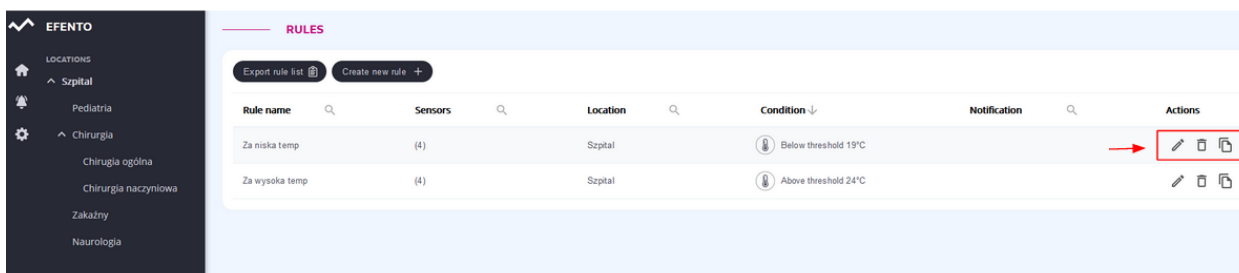 EFENTO
RULES
LOCATIONS
Szpital
Pediatria
Chirurgia
Chirugia ogólna
Chirurgia naczyniowa
Zakaźny
Naurologia
Export rule list
Create new rule +
Rule name Sensors Location Condition Notification Actions
Za niska temp (4) Szpital Below threshold 19°C
Za wysoka temp (4) Szpital Above threshold 24°C